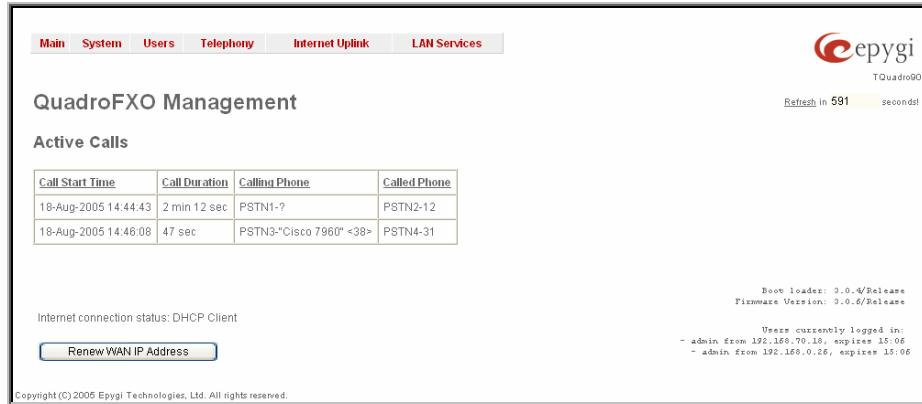 Main System Users Telephony Internet Uplink LAN Services
epygi
TQuadro90
QuadroFXO Management
Refresh in 591 seconds!
Active Calls
Call Start Time Call Duration Calling Phone Called Phone
18-Aug-2005 14:44:43 2 min 12 sec PSTN1-? PSTN2-12
18-Aug-2005 14:46:08 47 sec PSTN3-"Cisco 7960" <38> PSTN4-31
Boot loader: 3.0.4/Release
Firmware Version: 3.0.6/Release
Internet connection status: DHCP Client
Users currently logged in:
- admin from 192.168.70.18, expires 15:06
- admin from 192.168.0.26, expires 15:06
Renew WAN IP Address
Copyright (C) 2005 Epygi Technologies, Ltd. All rights reserved.